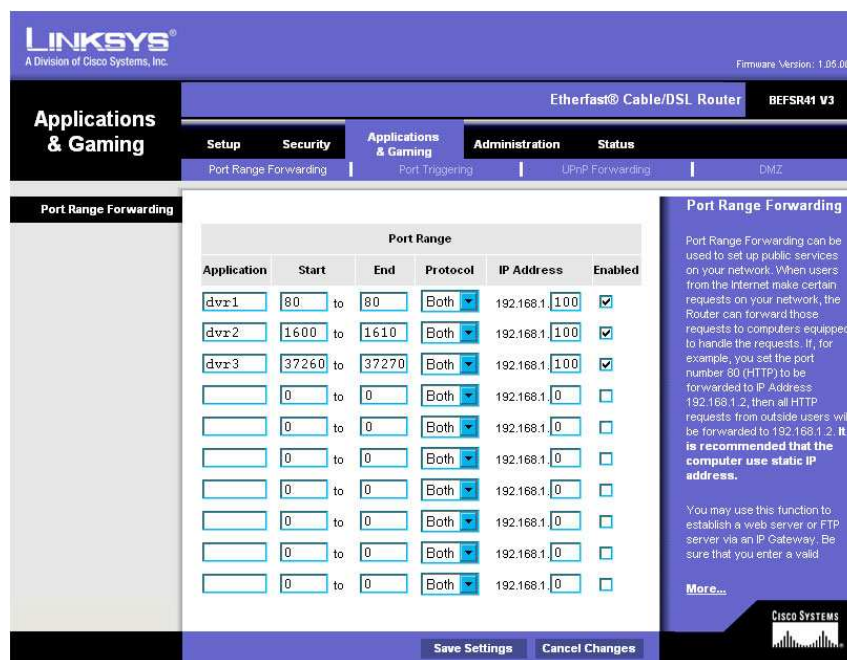 LINKSYS®
A Division of Cisco Systems, Inc.
Firmware Version: 1.05.00
Etherfast® Cable/DSL Router BEFSR41 V3
Applications
& Gaming
Setup Security Applications & Gaming Administration Status
Port Range Forwarding Port Triggering UPnP Forwarding DMZ
Port Range Forwarding
Port Range
Application Start End Protocol IP Address Enabled
dvr1 80 to 80 Both 192.168.1.100
dvr2 1600 to 1610 Both 192.168.1.100
dvr3 37260 to 37270 Both 192.168.1.100
0 to 0 Both 192.168.1.0
0 to 0 Both 192.168.1.0
0 to 0 Both 192.168.1.0
0 to 0 Both 192.168.1.0
0 to 0 Both 192.168.1.0
0 to 0 Both 192.168.1.0
0 to 0 Both 192.168.1.0
Port Range Forwarding
Port Range Forwarding can be
used to set up public services
on your network. When users
from the Internet make certain
requests on your network, the
Router can forward those
requests to computers equipped
to handle the requests. If, for
example, you set the port
number 80 (HTTP) to be
forwarded to IP Address
192.168.1.2, then all HTTP
requests from outside users will
be forwarded to 192.168.1.2. It
is recommended that the
computer use static IP
address.
You may use this function to
establish a web server or FTP
server via an IP Gateway. Be
sure that you enter a valid
More...
CISCO SYSTEMS
Save Settings Cancel Changes